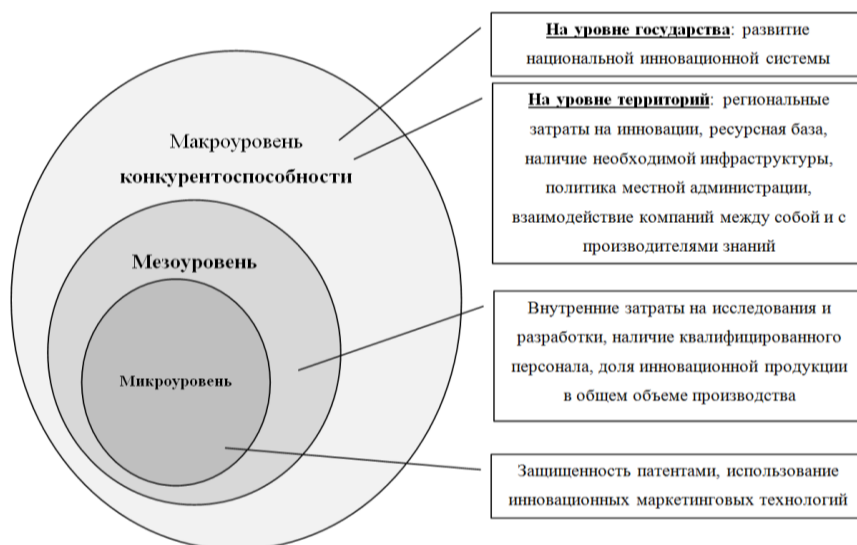 Макроуровень
конкурентоспособности
Мезоуровень
Микроуровень
На уровне государства: развитие
национальной инновационной системы
На уровне территорий: региональные
затраты на инновации, ресурсная база,
наличие необходимой инфраструктуры,
политика местной администрации,
взаимодействие компаний между собой и с
производителями знаний
Внутренние затраты на исследования и
разработки, наличие квалифицированного
персонала, доля инновационной продукции
в общем объеме производства
Защищенность патентами, использование
инновационных маркетинговых технологий